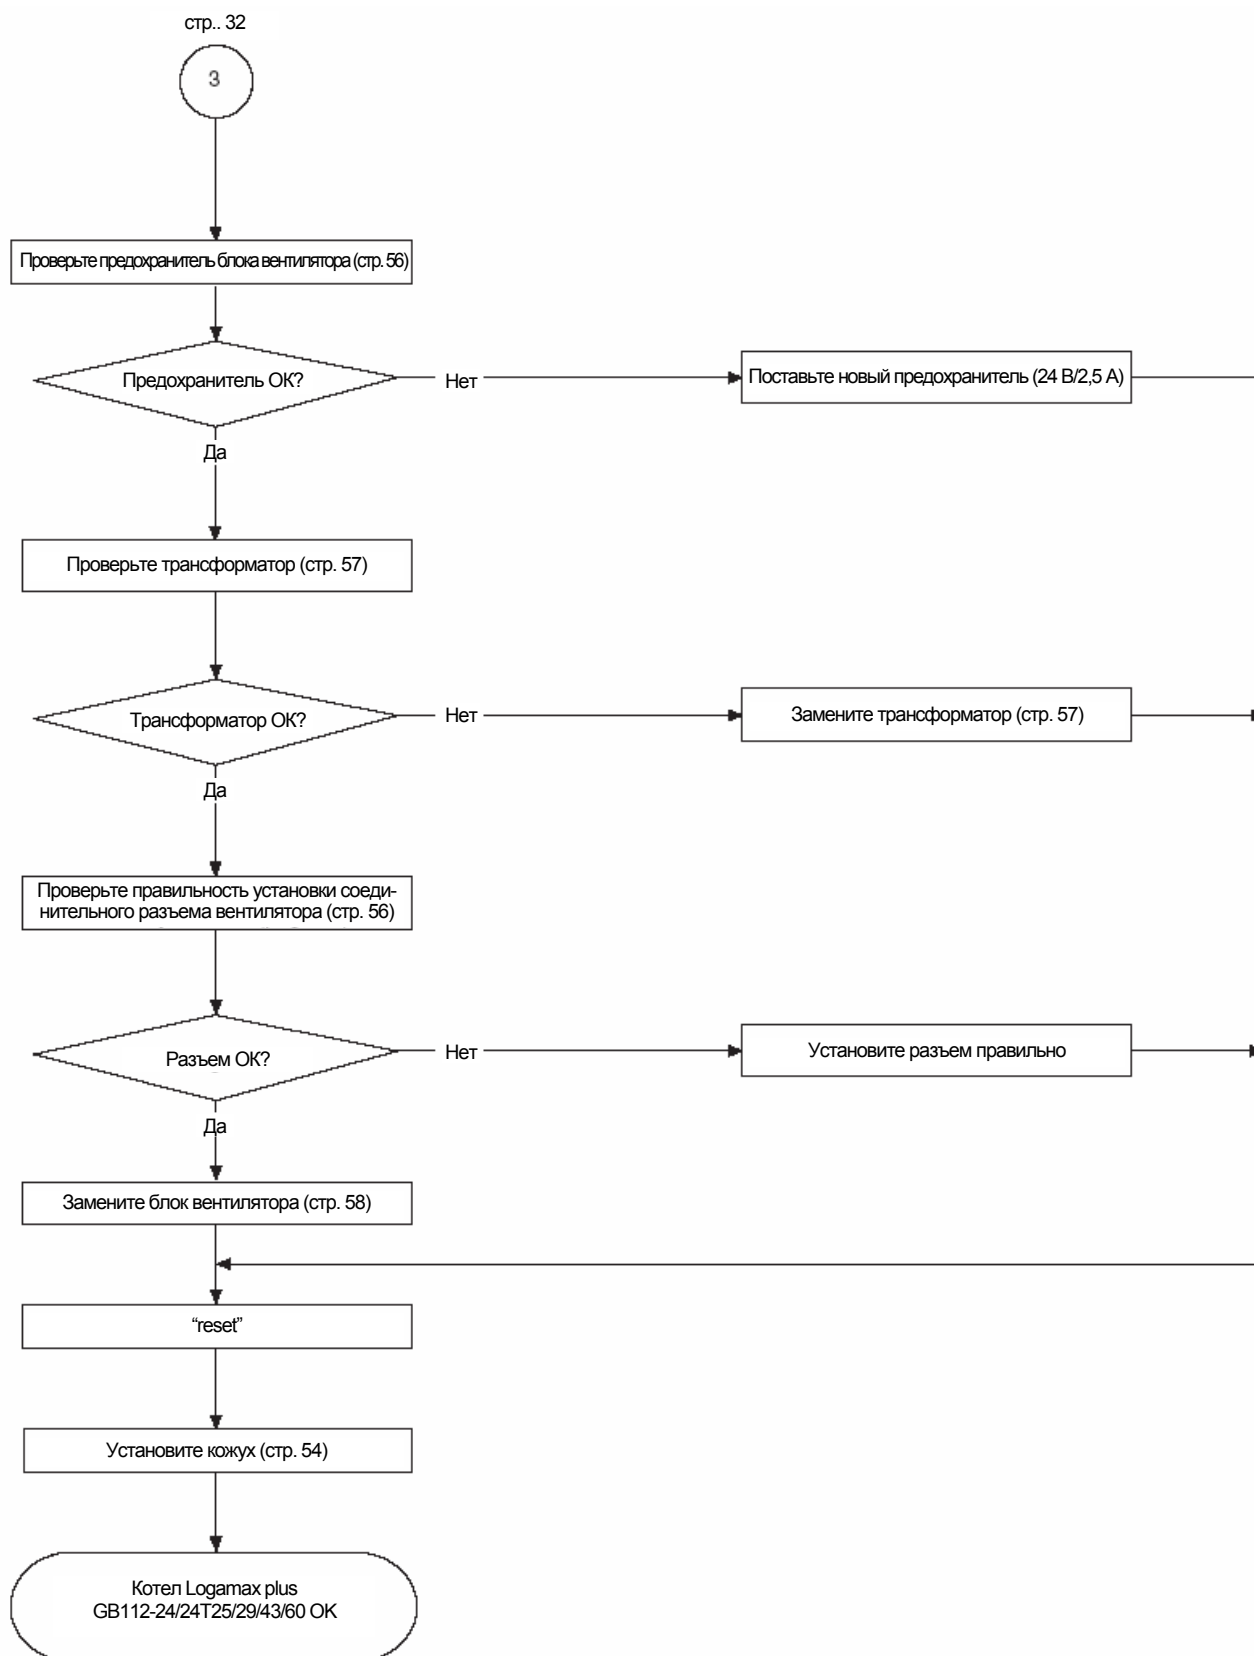 стр.. 32
3
Проверьте предохранитель блока вентилятора (стр. 56)
Предохранитель ОК?
Нет
Поставьте новый предохранитель (24 В/2,5 А)
Да
Проверьте трансформатор (стр. 57)
Трансформатор ОК?
Нет
Замените трансформатор (стр. 57)
Да
Проверьте правильность установки соеди-
нительного разъема вентилятора (стр. 56)
Разъем ОК?
Нет
Установите разъем правильно
Да
Замените блок вентилятора (стр. 58)
“reset”
Установите кожух (стр. 54)
Котел Logamax plus
GB112-24/24T25/29/43/60 OK